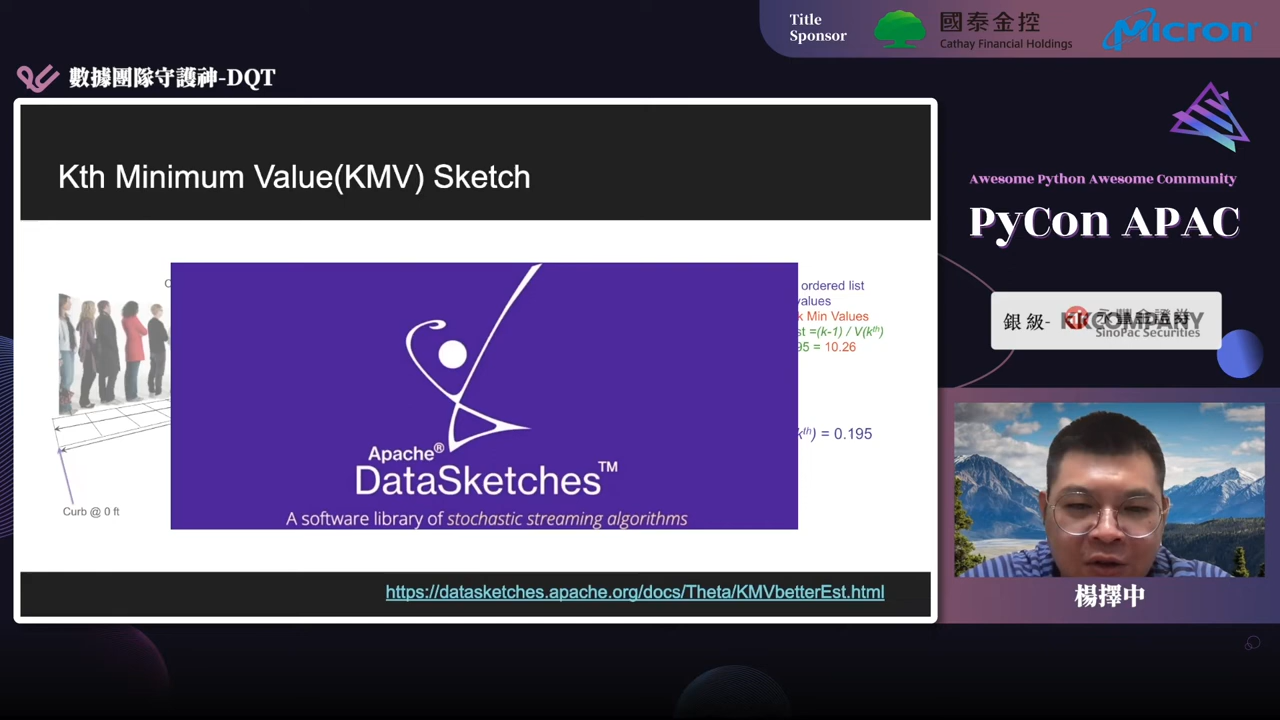 Title
Sponsor
國泰金控
Cathay Financial Holdings
Micron
數據團隊守護神-DQT
Kth Minimum Value(KMV) Sketch
ordered list
values
k Min Values
st =(k-1) / V(kth)
95 = 10.26
kth) = 0.195
Curb @ 0 ft
Apache®
DataSketches™
A software library of stochastic streaming algorithms
https://datasketches.apache.org/docs/Theta/KMVbetterEst.html
Awesome Python Awesome Community
PyCon APAC
銀級-
KKCOMPANY
SinoPac Securities
楊擇中